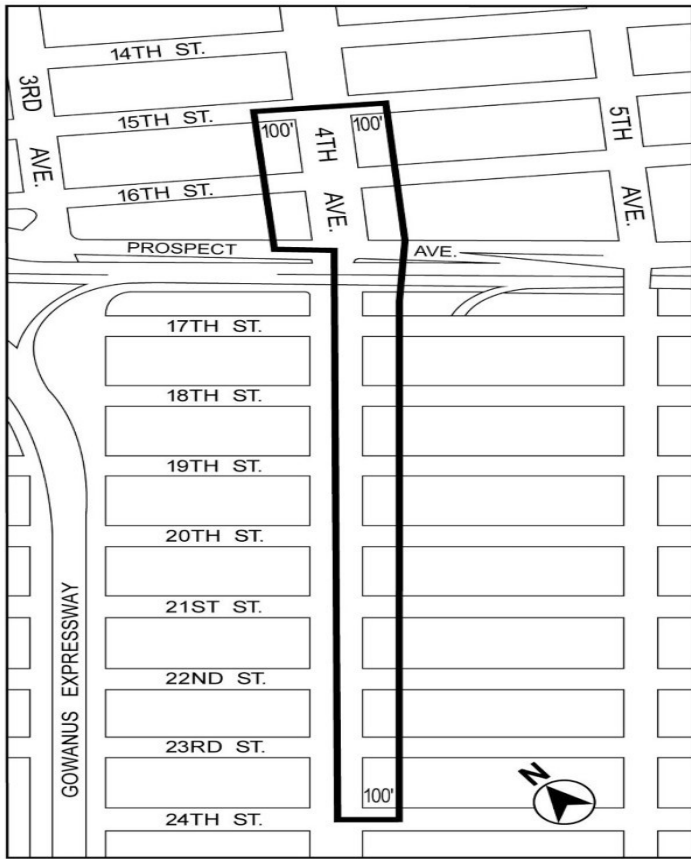 14TH ST.
3RD AVE.
15TH ST.
100'
4TH AVE.
100'
5TH AVE.
16TH ST.
PROSPECT AVE.
17TH ST.
18TH ST.
19TH ST.
20TH ST.
21ST ST.
GOWANUS EXPRESSWAY
22ND ST.
23RD ST.
N
100'
24TH ST.